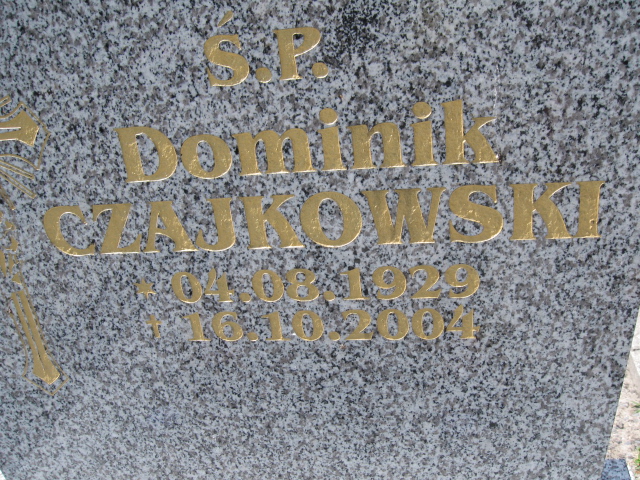 Ś.P.
Dominik
CZAJKOWSKI
* 04.08.1929
† 16.10.2004